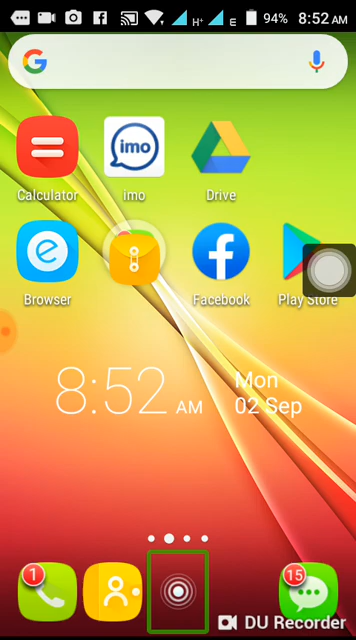 H+
E
94%
8:52 AM
G
Calculator
imo
imo
Drive
e
Browser
f
Facebook
Play Store
8:52 AM
Mon
02 Sep
1
15
DU Recorder